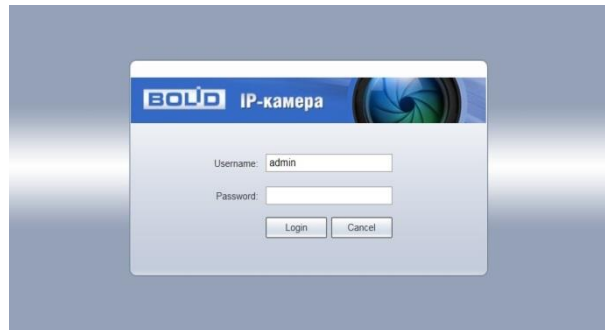 BOLID IP-камера
Username: admin
Password:
Login Cancel